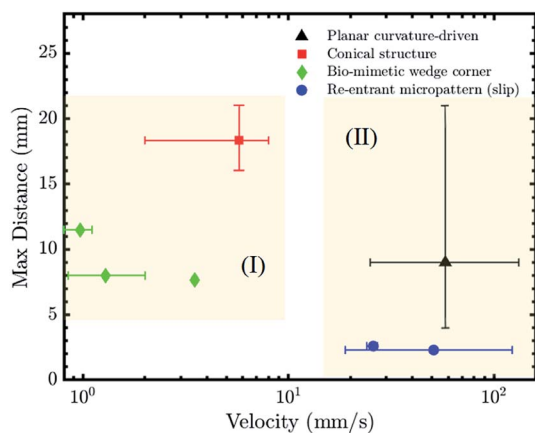 Planar curvature-driven
Conical structure
Bio-mimetic wedge corner
Re-entrant micropattern (slip)
(I)
(II)
Max Distance (mm)
25
20
15
10
5
0
10⁰
10¹
10²
Velocity (mm/s)